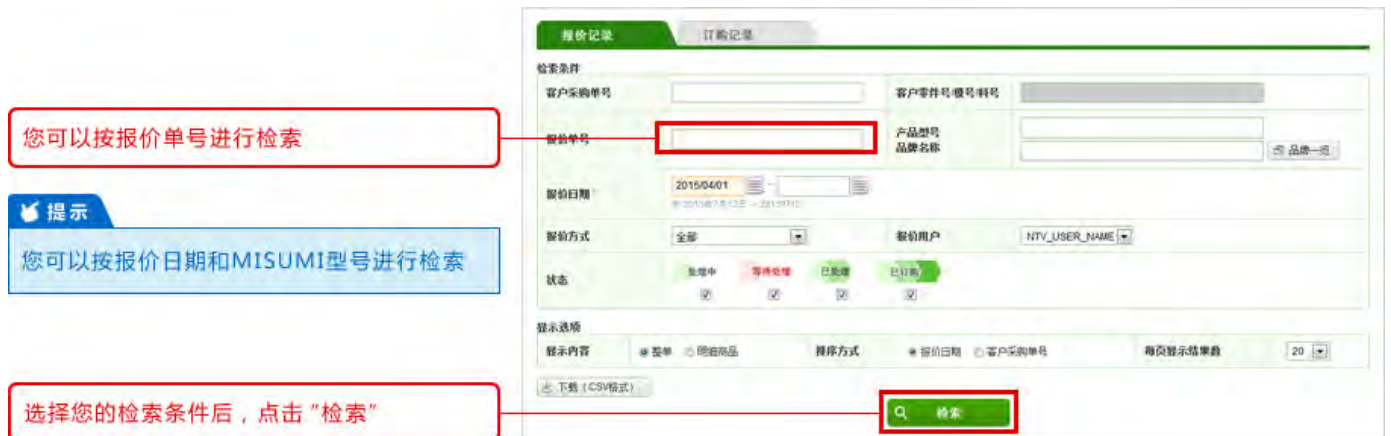 报价记录
订购记录
检索条件
客户采购单号
客户零件号/模号/料号
您可以按报价单号进行检索
报价单号
产品型号
品牌名称
品牌一览
提示
报价日期
2015/04/01
~
您可以按报价日期和MISUMI型号进行检索
报价方式
全部
报价用户
NTV_USER_NAME
状态
处理中
等待处理
已处理
已订购
显示选项
显示内容
整单
明细商品
排序方式
报价日期
客户采购单号
每页显示结果数
20
下载(CSV格式)
选择您的检索条件后,点击“检索”
检索